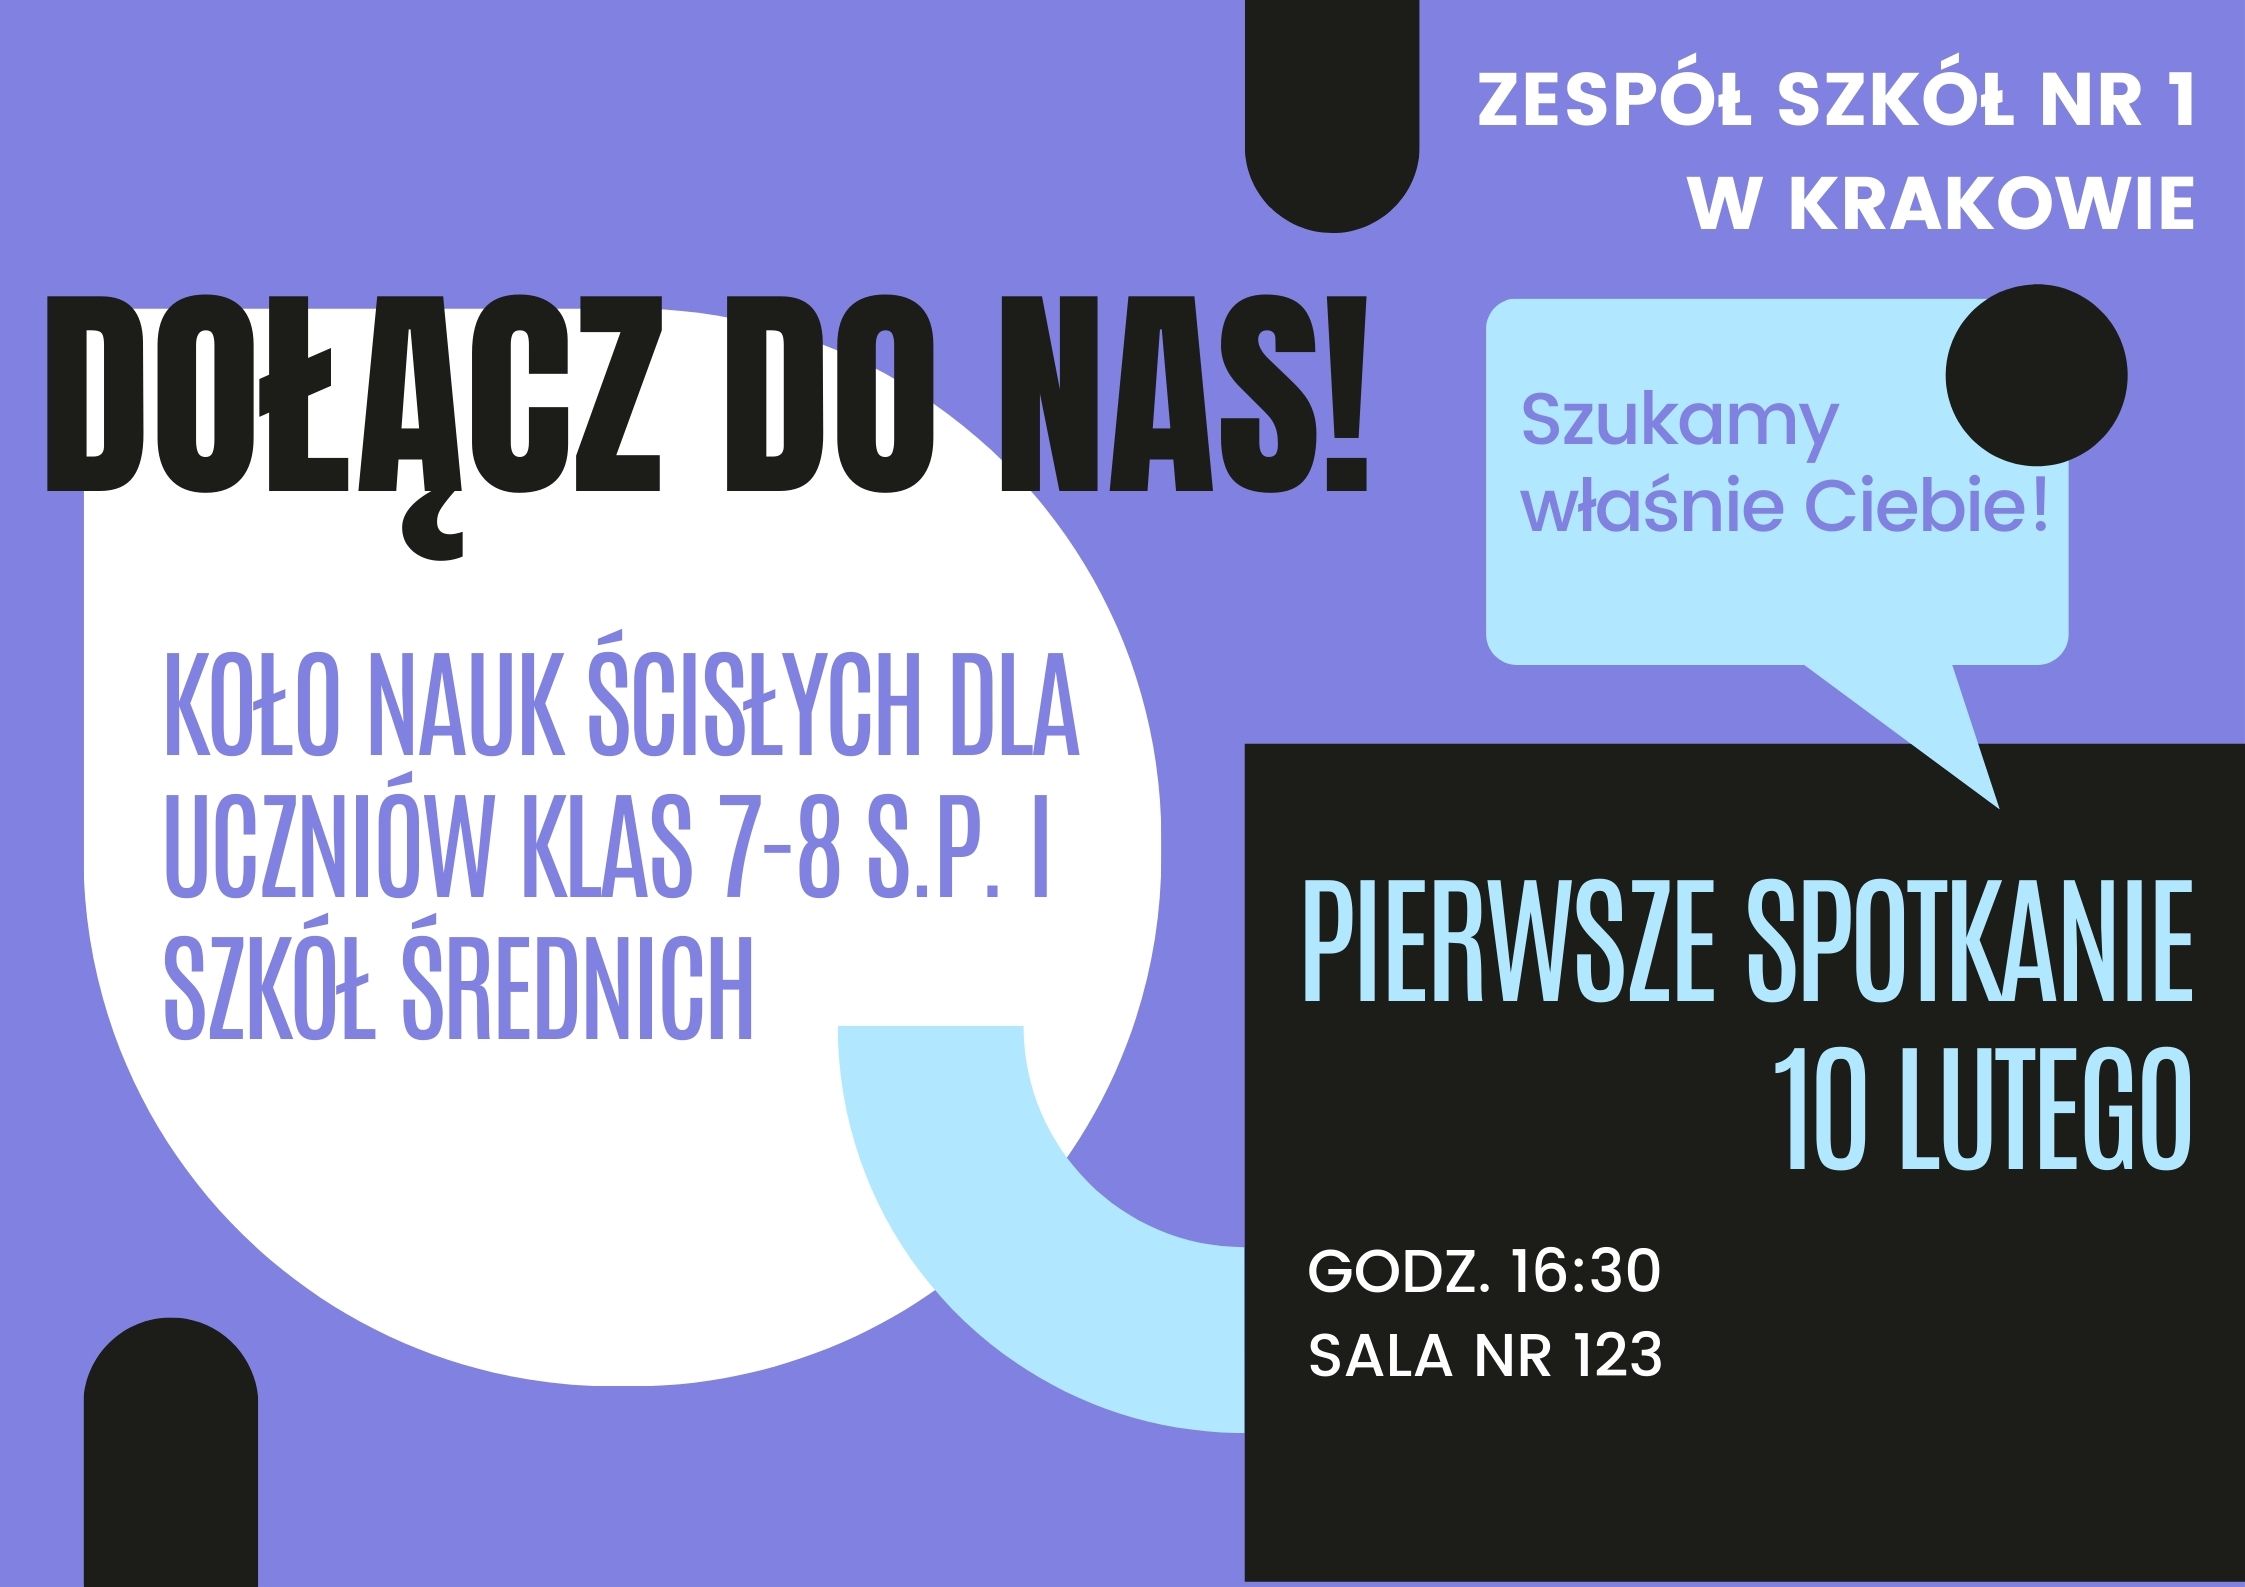 ZESPÓŁ SZKÓŁ NR 1
W KRAKOWIE
DOŁĄCZ DO NAS!
Szukamy
właśnie Ciebie!
KOŁO NAUK ŚCISŁYCH DLA
UCZNIÓW KLAS 7-8 S.P. I
SZKÓŁ ŚREDNICH
PIERWSZE SPOTKANIE
10 LUTEGO
GODZ. 16:30
SALA NR 123